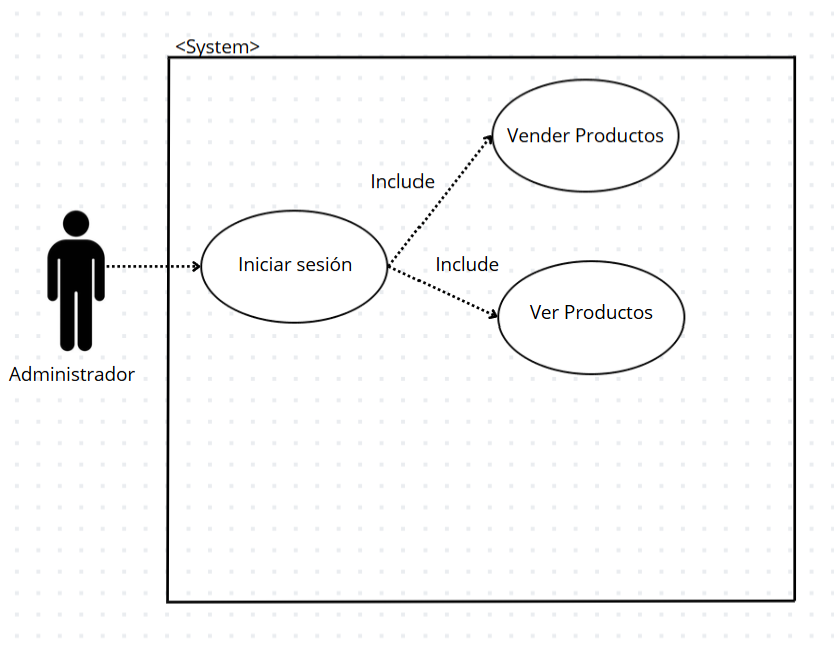 <System>
Vender Productos
Include
Iniciar sesión
Include
Ver Productos
Administrador